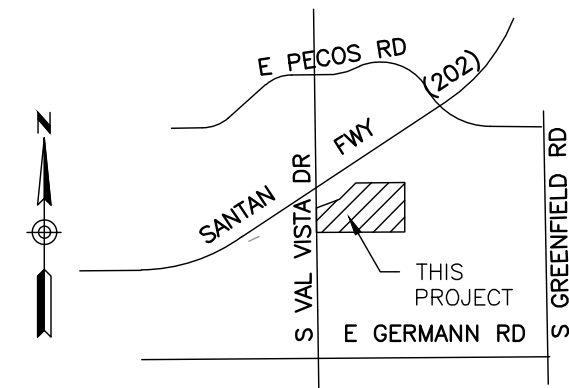 E PECOS RD
(202)
N
FWY
SANTAN
S VAL VISTA DR
S GREENFIELD RD
THIS
PROJECT
E GERMANN RD